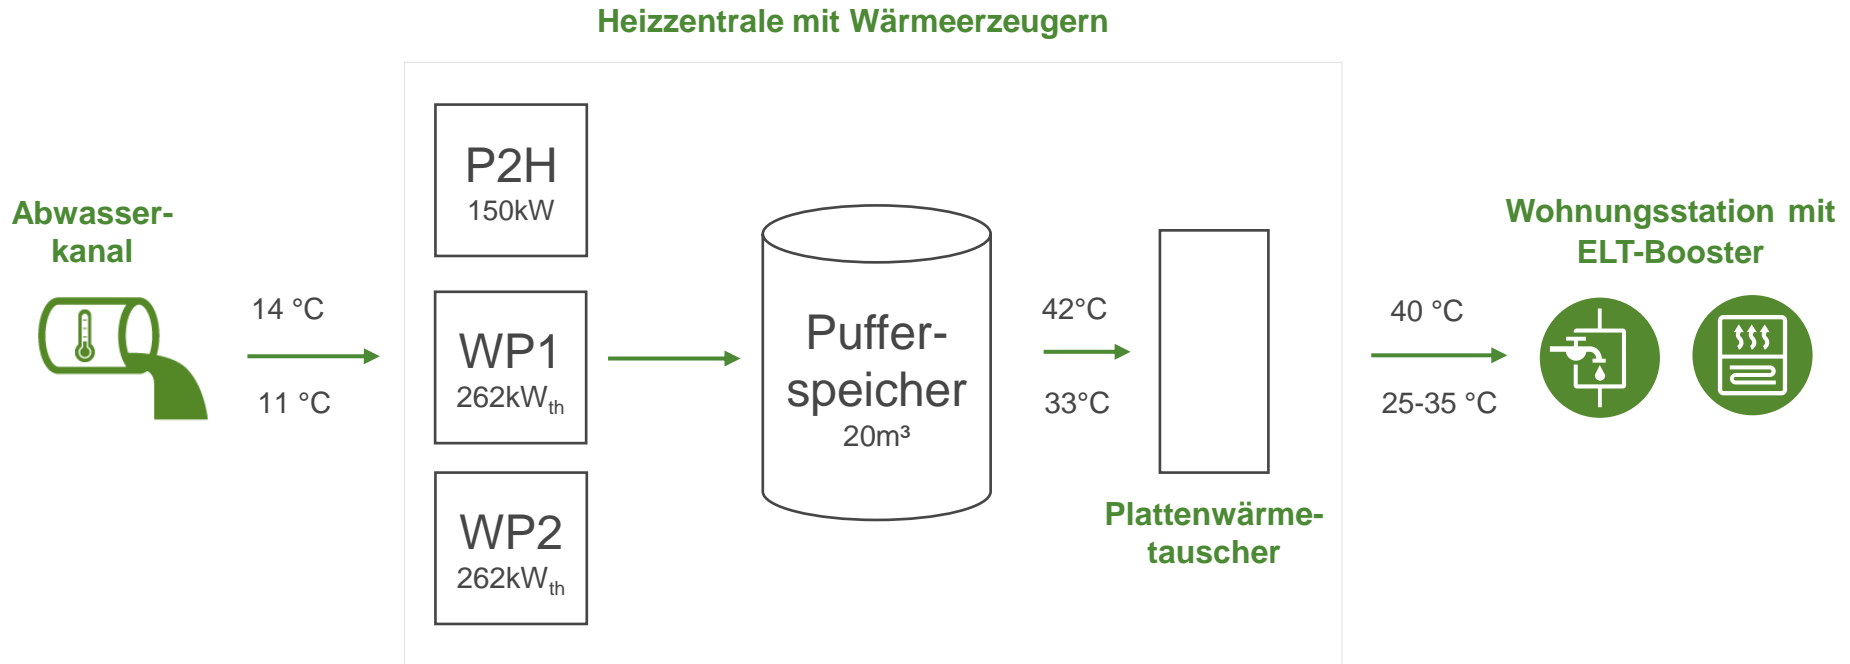 Heizzentrale mit Wärmeerzeugern
Abwasser-
kanal
14 °C
11 °C
P2H
150kW
WP1
262kWth
WP2
262kWth
Puffer-
speicher
20m³
42°C
33°C
Plattenwärme-
tauscher
40 °C
25-35 °C
Wohnungsstation mit
ELT-Booster